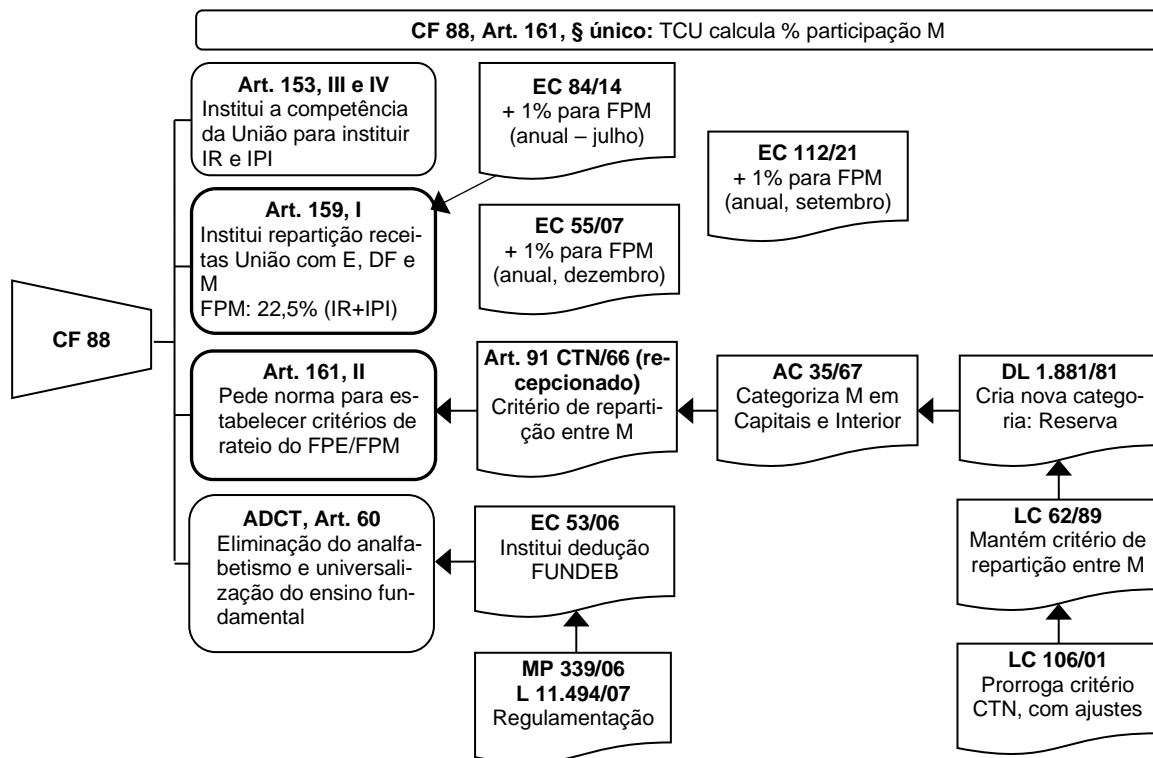 CF 88, Art. 161, § único: TCU calcula % participação M
Art. 153, III e IV
Institui a competência
da União para instituir
IR e IPI
EC 84/14
+ 1% para FPM
(anual – julho)
EC 112/21
+ 1% para FPM
(anual, setembro)
Art. 159, I
Institui repartição recei-
tas União com E, DF e
M
FPM: 22,5% (IR+IPI)
EC 55/07
+ 1% para FPM
(anual, dezembro)
CF 88
Art. 161, II
Pede norma para es-
tabelecer critérios de
rateio do FPE/FPM
Art. 91 CTN/66 (re-
cepcionado)
Critério de reparti-
ção entre M
AC 35/67
Categoriza M em
Capitais e Interior
DL 1.881/81
Cria nova catego-
ria: Reserva
ADCT, Art. 60
Eliminação do analfa-
betismo e universali-
zação do ensino fun-
damental
EC 53/06
Institui dedução
FUNDEB
LC 62/89
Mantém critério de
repartição entre M
MP 339/06
L 11.494/07
Regulamentação
LC 106/01
Prorroga critério
CTN, com ajustes